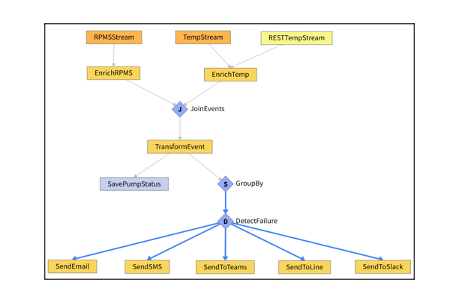 RPMSStream
TempStream
RESTTempStream
EnrichRPMS
EnrichTemp
J
JoinEvents
TransformEvent
SavePumpStatus
S
GroupBy
D
DetectFailure
SendEmail
SendSMS
SendToTeams
SendToLine
SendToSlack